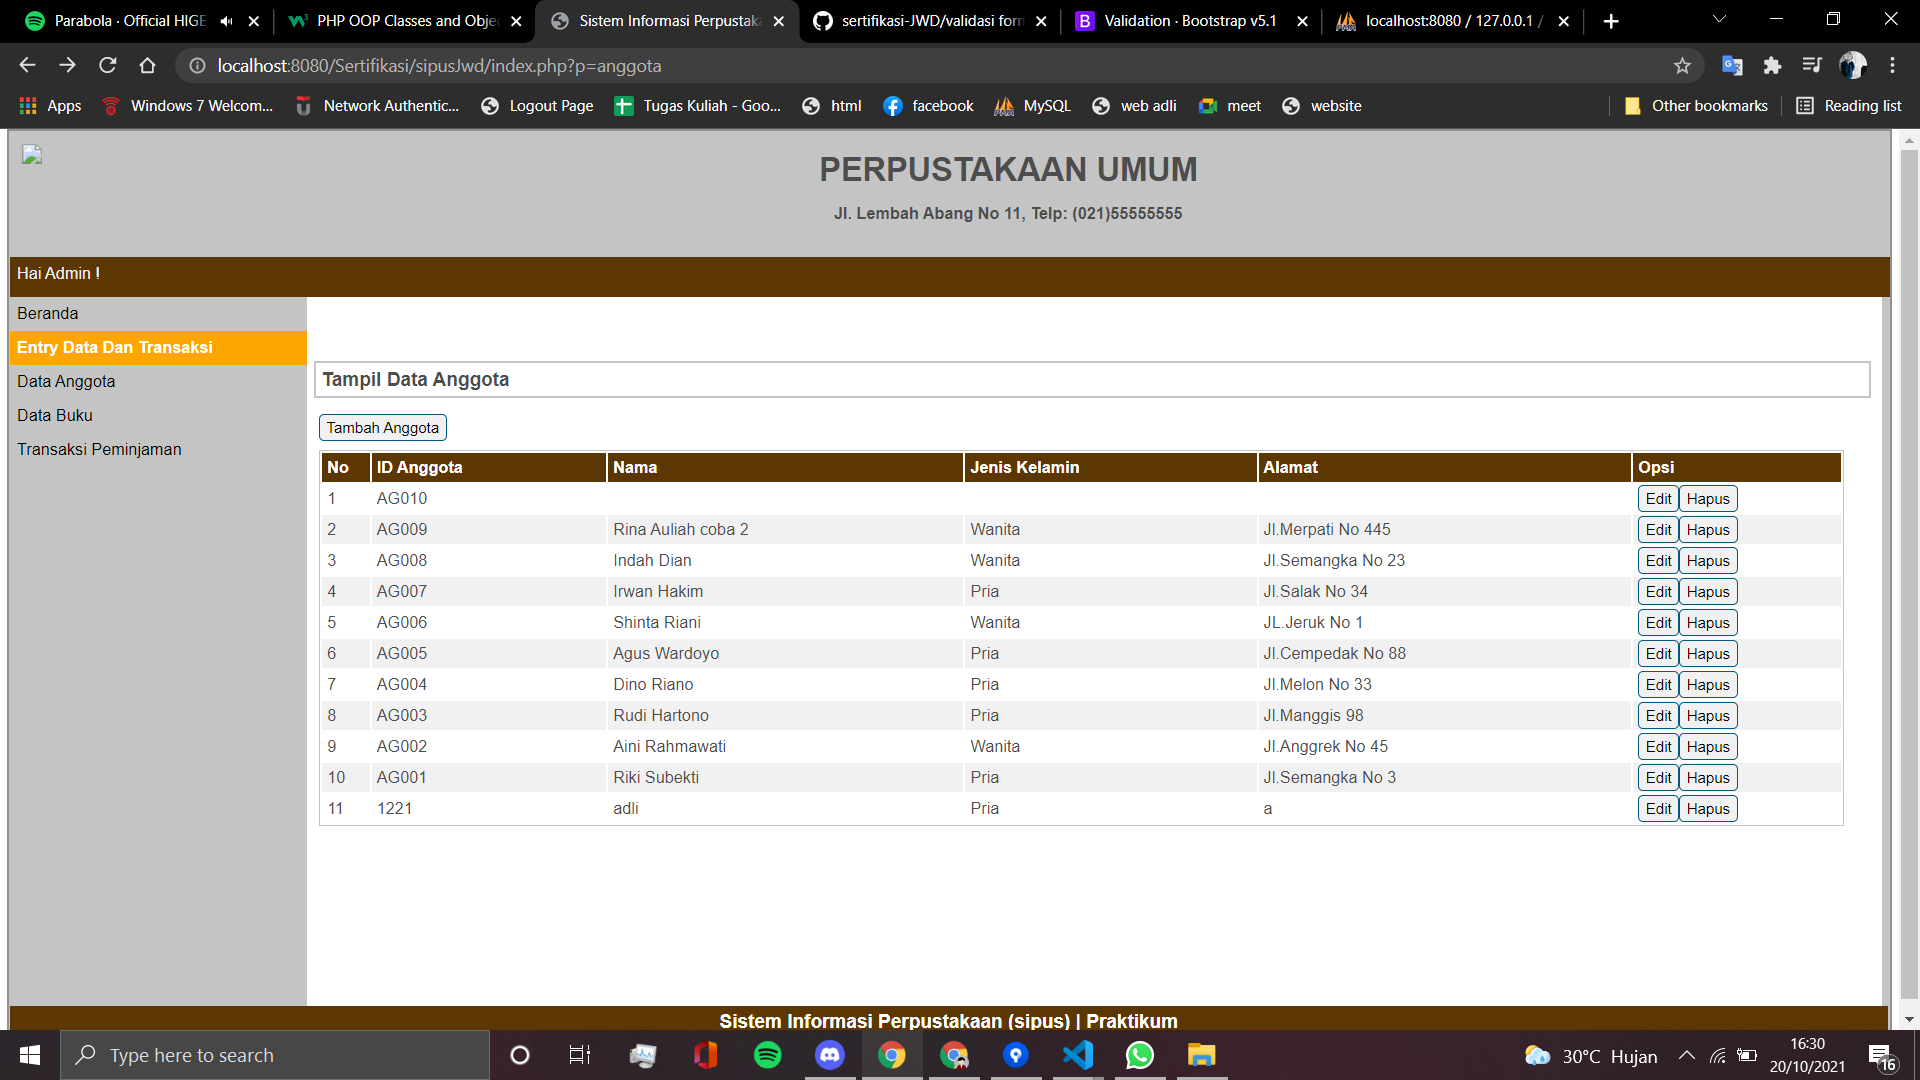 Parabola · Official HIGE
PHP OOP Classes and Obje
Sistem Informasi Perpustaka
sertifikasi-JWD/validasi form
Validation · Bootstrap v5.1
localhost:8080 / 127.0.0.1 /
localhost:8080/Sertifikasi/sipusJwd/index.php?p=anggota
Apps
Windows 7 Welcom...
Network Authentic...
Logout Page
Tugas Kuliah - Goo...
html
facebook
MySQL
web adli
meet
website
Other bookmarks
Reading list
PERPUSTAKAAN UMUM
Jl. Lembah Abang No 11, Telp: (021)55555555
Hai Admin !
Beranda
Entry Data Dan Transaksi
Data Anggota
Data Buku
Transaksi Peminjaman
Tampil Data Anggota
Tambah Anggota
No ID Anggota Nama Jenis Kelamin Alamat Opsi
1 AG010 Edit Hapus
2 AG009 Rina Auliah coba 2 Wanita Jl.Merpati No 445 Edit Hapus
3 AG008 Indah Dian Wanita Jl.Semangka No 23 Edit Hapus
4 AG007 Irwan Hakim Pria Jl.Salak No 34 Edit Hapus
5 AG006 Shinta Riani Wanita JL.Jeruk No 1 Edit Hapus
6 AG005 Agus Wardoyo Pria Jl.Cempedak No 88 Edit Hapus
7 AG004 Dino Riano Pria Jl.Melon No 33 Edit Hapus
8 AG003 Rudi Hartono Pria Jl.Manggis 98 Edit Hapus
9 AG002 Aini Rahmawati Wanita Jl.Anggrek No 45 Edit Hapus
10 AG001 Riki Subekti Pria Jl.Semangka No 3 Edit Hapus
11 1221 adli Pria a Edit Hapus
Sistem Informasi Perpustakaan (sipus) | Praktikum
Type here to search
30°C Hujan
16:30
20/10/2021
16